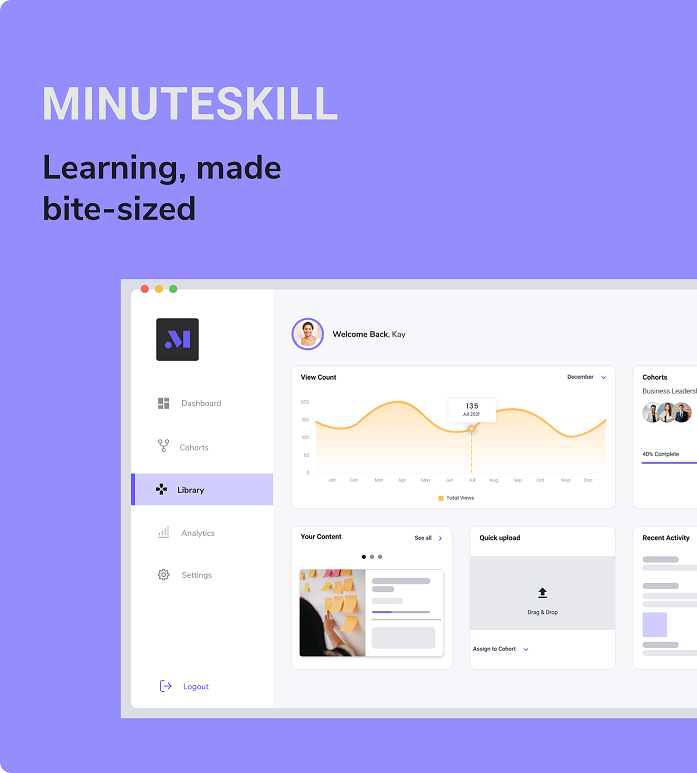 MINUTESKILL
Learning, made
bite-sized
Welcome Back, Kay
Dashboard
Cohorts
Library
Analytics
Settings
Logout
View Count
December
200
150
100
50
0
135
Jul 2021
Jan Feb Mar Apr May Jun Jul Aug Sep Oct Nov Dec
Total Views
Cohorts
Business Leadersh
40% Complete
Your Content
See all
Quick upload
Drag & Drop
Assign to Cohort
Recent Activity